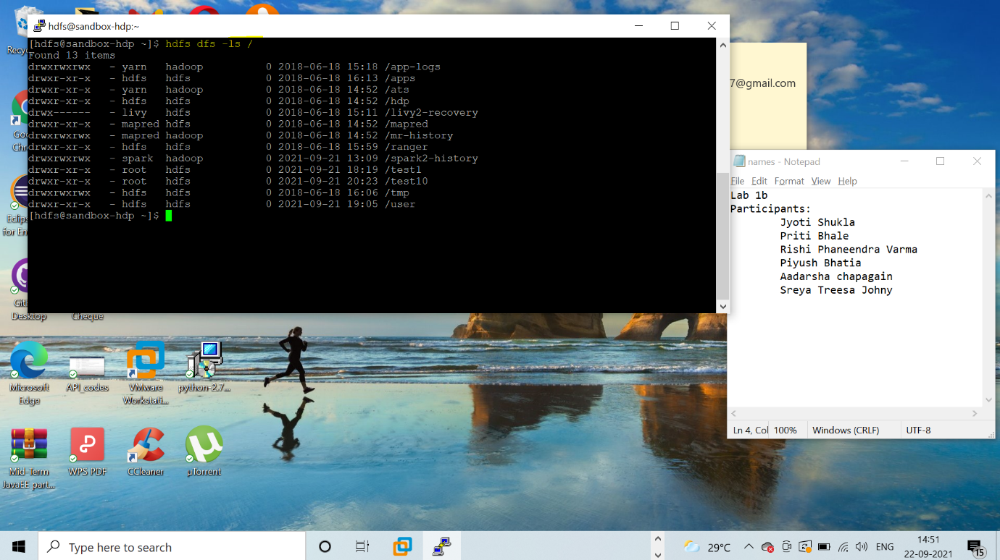 hdfs@sandbox-hdp:~
[hdfs@sandbox-hdp ~]$ hdfs dfs -ls /
Found 13 items
drwxrwxrwx   - yarn   hadoop          0 2018-06-18 15:18 /app-logs
drwxr-xr-x   - hdfs   hdfs            0 2018-06-18 16:13 /apps
drwxr-xr-x   - yarn   hadoop          0 2018-06-18 14:52 /ats
drwxr-xr-x   - hdfs   hdfs            0 2018-06-18 14:52 /hdp
drwx------   - livy   hdfs            0 2018-06-18 15:11 /livy2-recovery
drwxr-xr-x   - mapred hdfs            0 2018-06-18 14:52 /mapred
drwxrwxrwx   - mapred hadoop          0 2018-06-18 14:52 /mr-history
drwxr-xr-x   - hdfs   hdfs            0 2018-06-18 15:59 /ranger
drwxrwxrwx   - spark  hadoop          0 2021-09-21 13:09 /spark2-history
drwxr-xr-x   - root   hdfs            0 2021-09-21 18:19 /test1
drwxr-xr-x   - root   hdfs            0 2021-09-21 20:23 /test10
drwxrwxrwx   - hdfs   hdfs            0 2018-06-18 16:06 /tmp
drwxr-xr-x   - hdfs   hdfs            0 2021-09-21 19:05 /user
[hdfs@sandbox-hdp ~]$
7@gmail.com
names - Notepad
File Edit Format View Help
Lab 1b
Participants:
Jyoti Shukla
Priti Bhale
Rishi Phaneendra Varma
Piyush Bhatia
Aadarsha chapagain
Sreya Treesa Johny
Ln 4, Col 100% Windows (CRLF) UTF-8
Recy
Goo
Chr
Eclips
for En
Git
Desktop
Cheque
Microsoft
Edge
API_codes
VMware
Workstati...
python-2.7...
Mid-Term
JavaEE part...
WPS PDF
CCleaner
µTorrent
Type here to search
29°C
ENG
14:51
22-09-2021
15